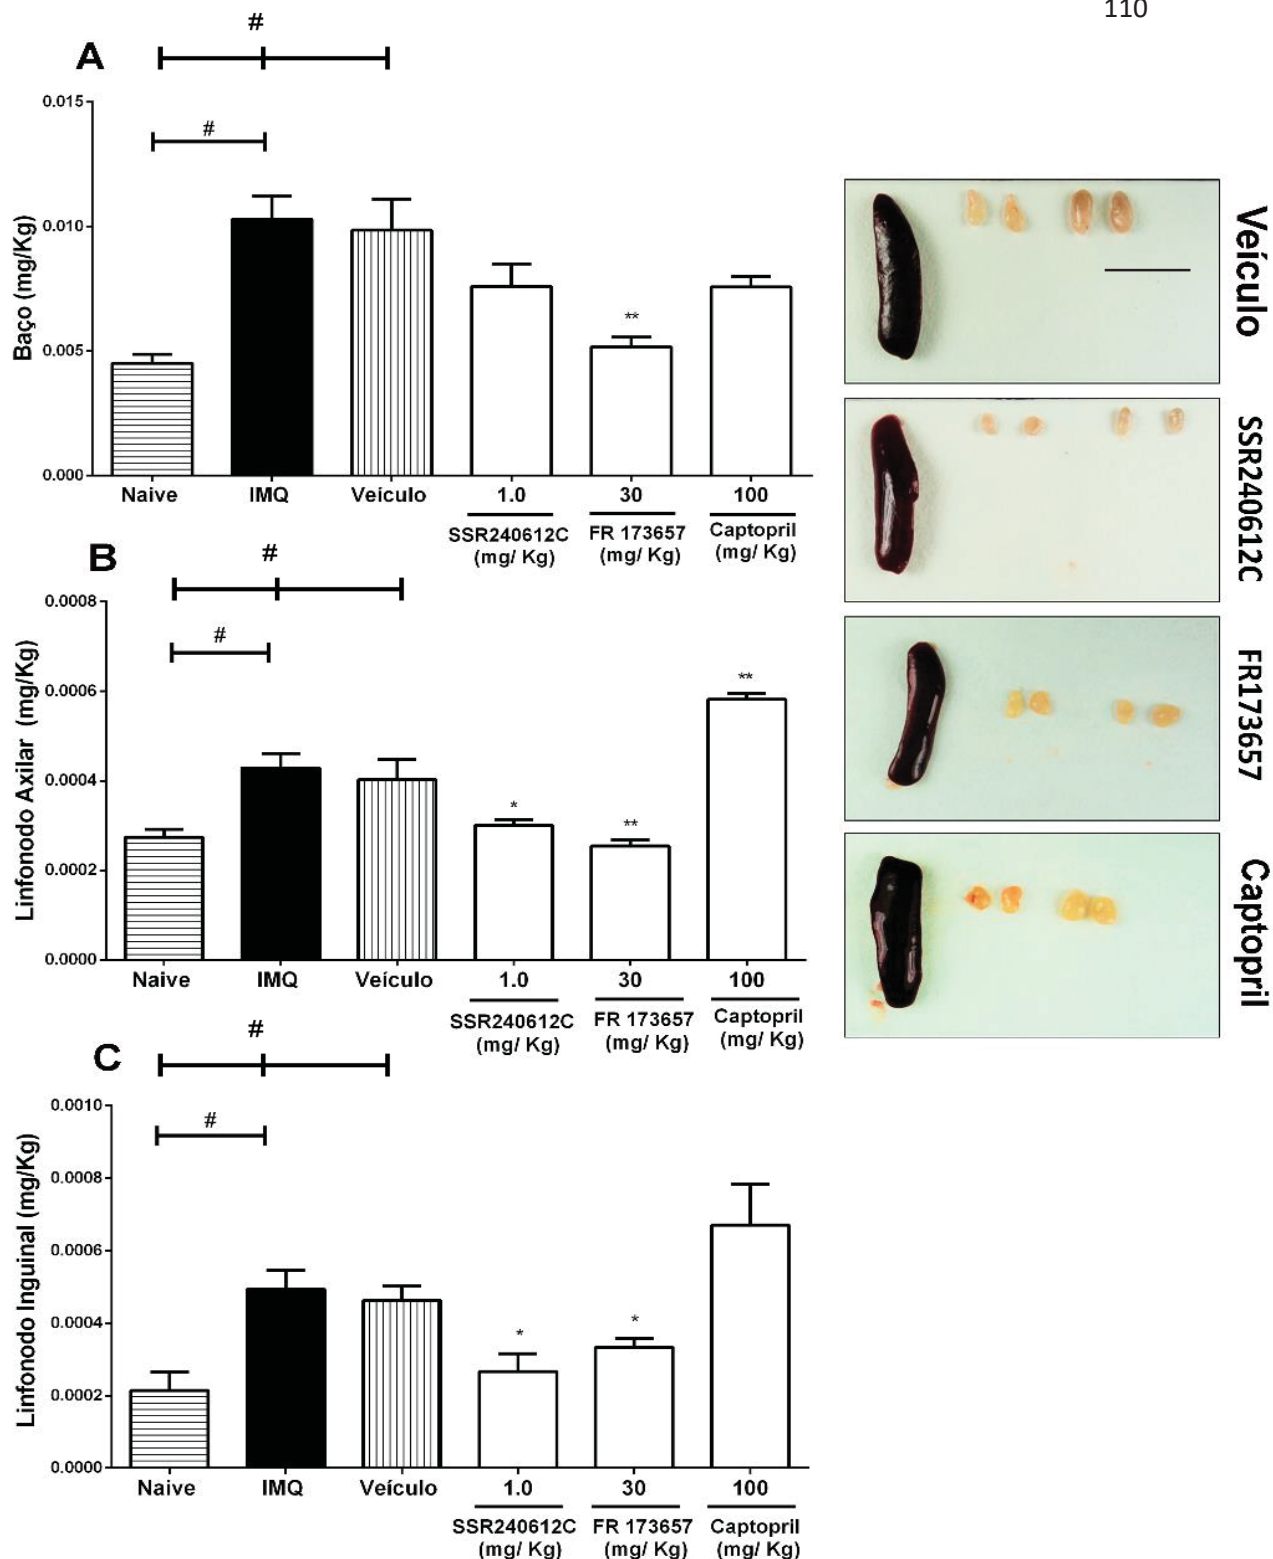 110
#
A
#
0.015
0.010
0.005
0.000
Baço (mg/Kg)
**
Naive IMQ Veículo 1.0 30 100
SSR240612C FR 173657 Captopril
(mg/ Kg) (mg/ Kg) (mg/ Kg)
B
#
#
0.0008
0.0006
0.0004
0.0002
0.0000
Linfonodo Axilar (mg/Kg)
* ** **
Naive IMQ Veículo 1.0 30 100
SSR240612C FR 173657 Captopril
(mg/ Kg) (mg/ Kg) (mg/ Kg)
C
#
#
0.0010
0.0008
0.0006
0.0004
0.0002
0.0000
Linfonodo Inguinal (mg/Kg)
* *
Naive IMQ Veículo 1.0 30 100
SSR240612C FR 173657 Captopril
(mg/ Kg) (mg/ Kg) (mg/ Kg)
Veículo
SSR240612C
FR173657
Captopril